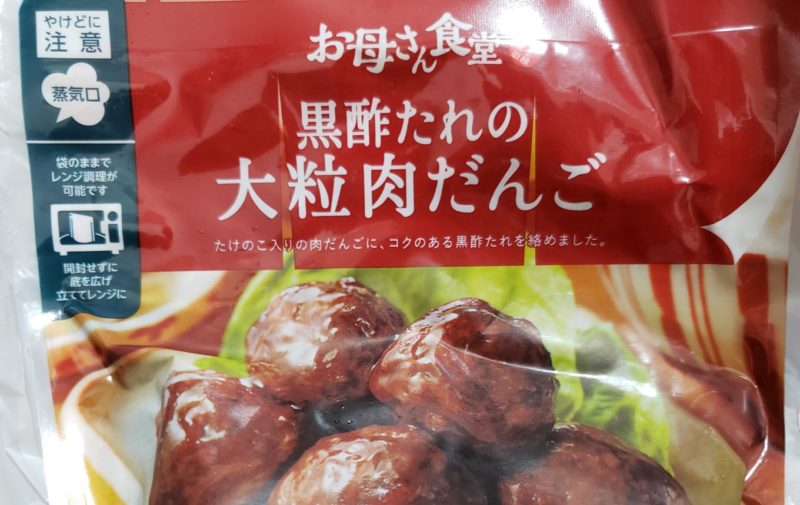 やけどに
注意
蒸気口
袋のままで
レンジ調理が
可能です
開封せずに
底を広げ
立ててレンジに
お母さん食堂
黒酢たれの
大粒肉だんご
たけのこ入りの肉だんごに、コクのある黒酢たれを絡めました。